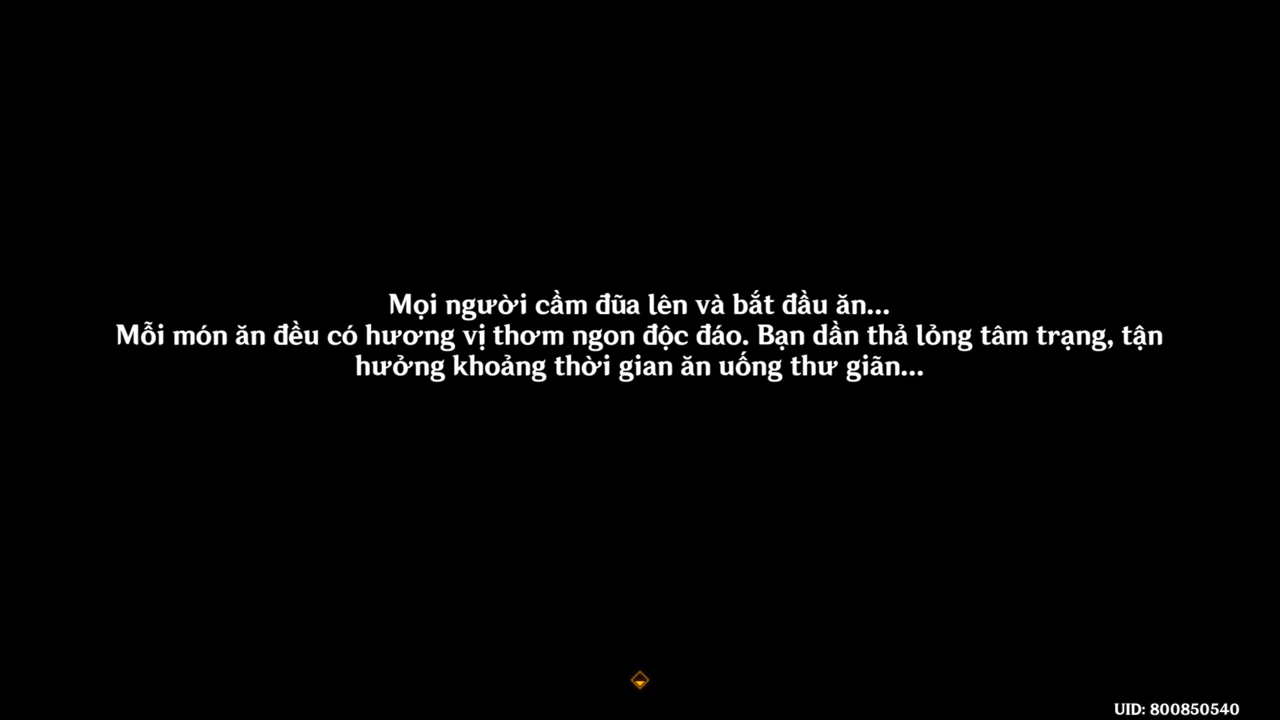 Mọi người cầm đũa lên và bắt đầu ăn...
Mỗi món ăn đều có hương vị thơm ngon độc đáo. Bạn dần thả lỏng tâm trạng, tận
hưởng khoảng thời gian ăn uống thư giãn...
UID: 800850540